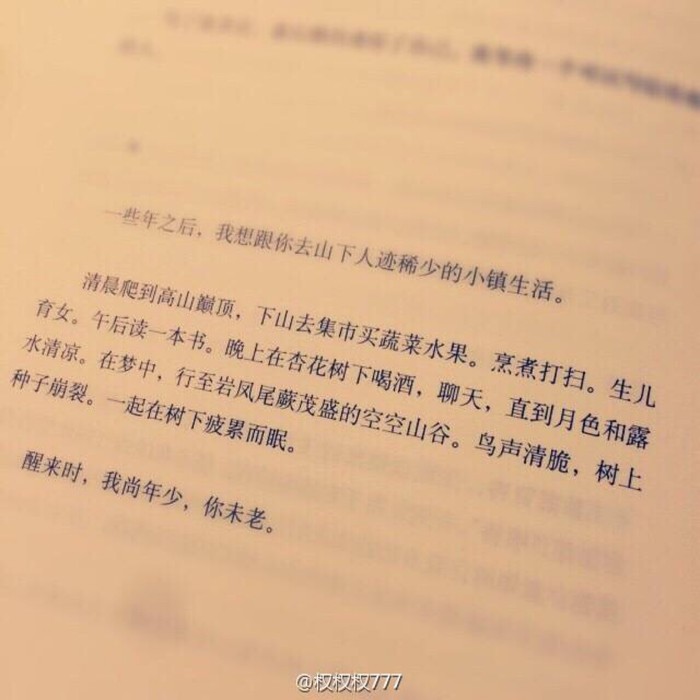 一些年之后，我想跟你去山下人迹稀少的小镇生活。
清晨爬到高山巅顶，下山去集市买蔬菜水果。烹煮打扫。生儿
育女。午后读一本书。晚上在杏花树下喝酒，聊天，直到月色和露
水清凉。在梦中，行至岩凤尾蕨茂盛的空空山谷。鸟声清脆，树上
种子崩裂。一起在树下疲累而眠。
醒来时，我尚年少，你未老。
@权权权777